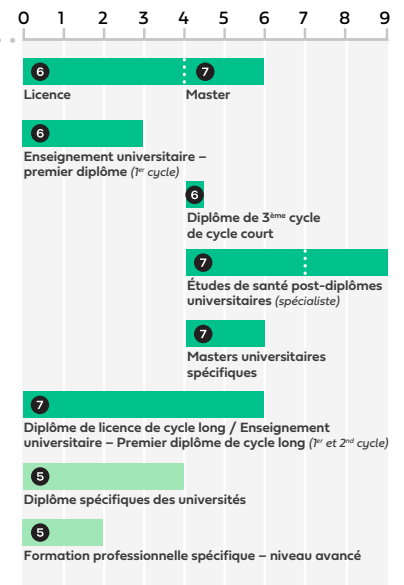 0 1 2 3 4 5 6 7 8 9
6 7
Licence Master
6
Enseignement universitaire –
premier diplôme (1er cycle)
6
Diplôme de 3ème cycle
de cycle court
7
Études de santé post-diplômes
universitaires (spécialiste)
7
Masters universitaires
spécifiques
7
Diplôme de licence de cycle long / Enseignement
universitaire – Premier diplôme de cycle long (1er et 2nd cycle)
5
Diplôme spécifiques des universités
5
Formation professionnelle spécifique – niveau avancé